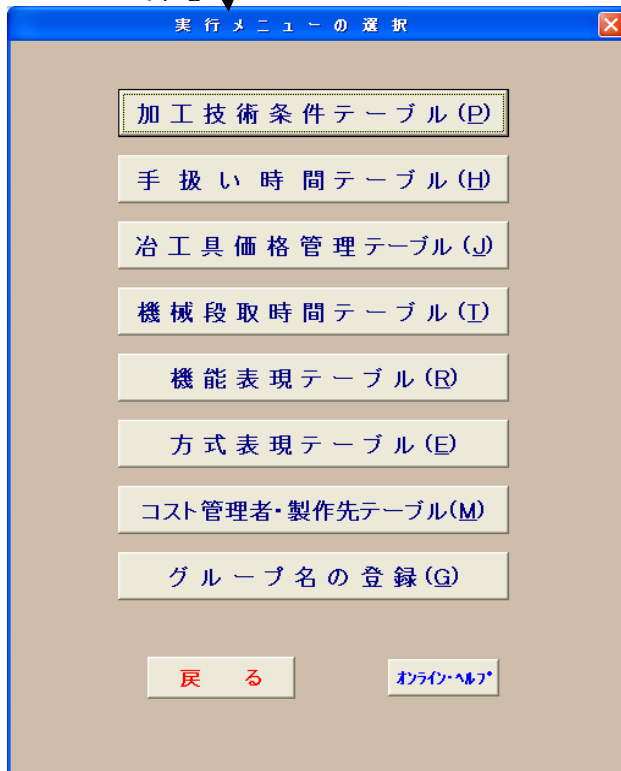 実行メニューの選択
加工技術条件テーブル(P)
手扱い時間テーブル(H)
冶工具価格管理テーブル(J)
機械段取時間テーブル(T)
機能表現テーブル(R)
方式表現テーブル(E)
コスト管理者・製作先テーブル(M)
グループ名の登録(G)
戻る
オンライン・ヘルプ